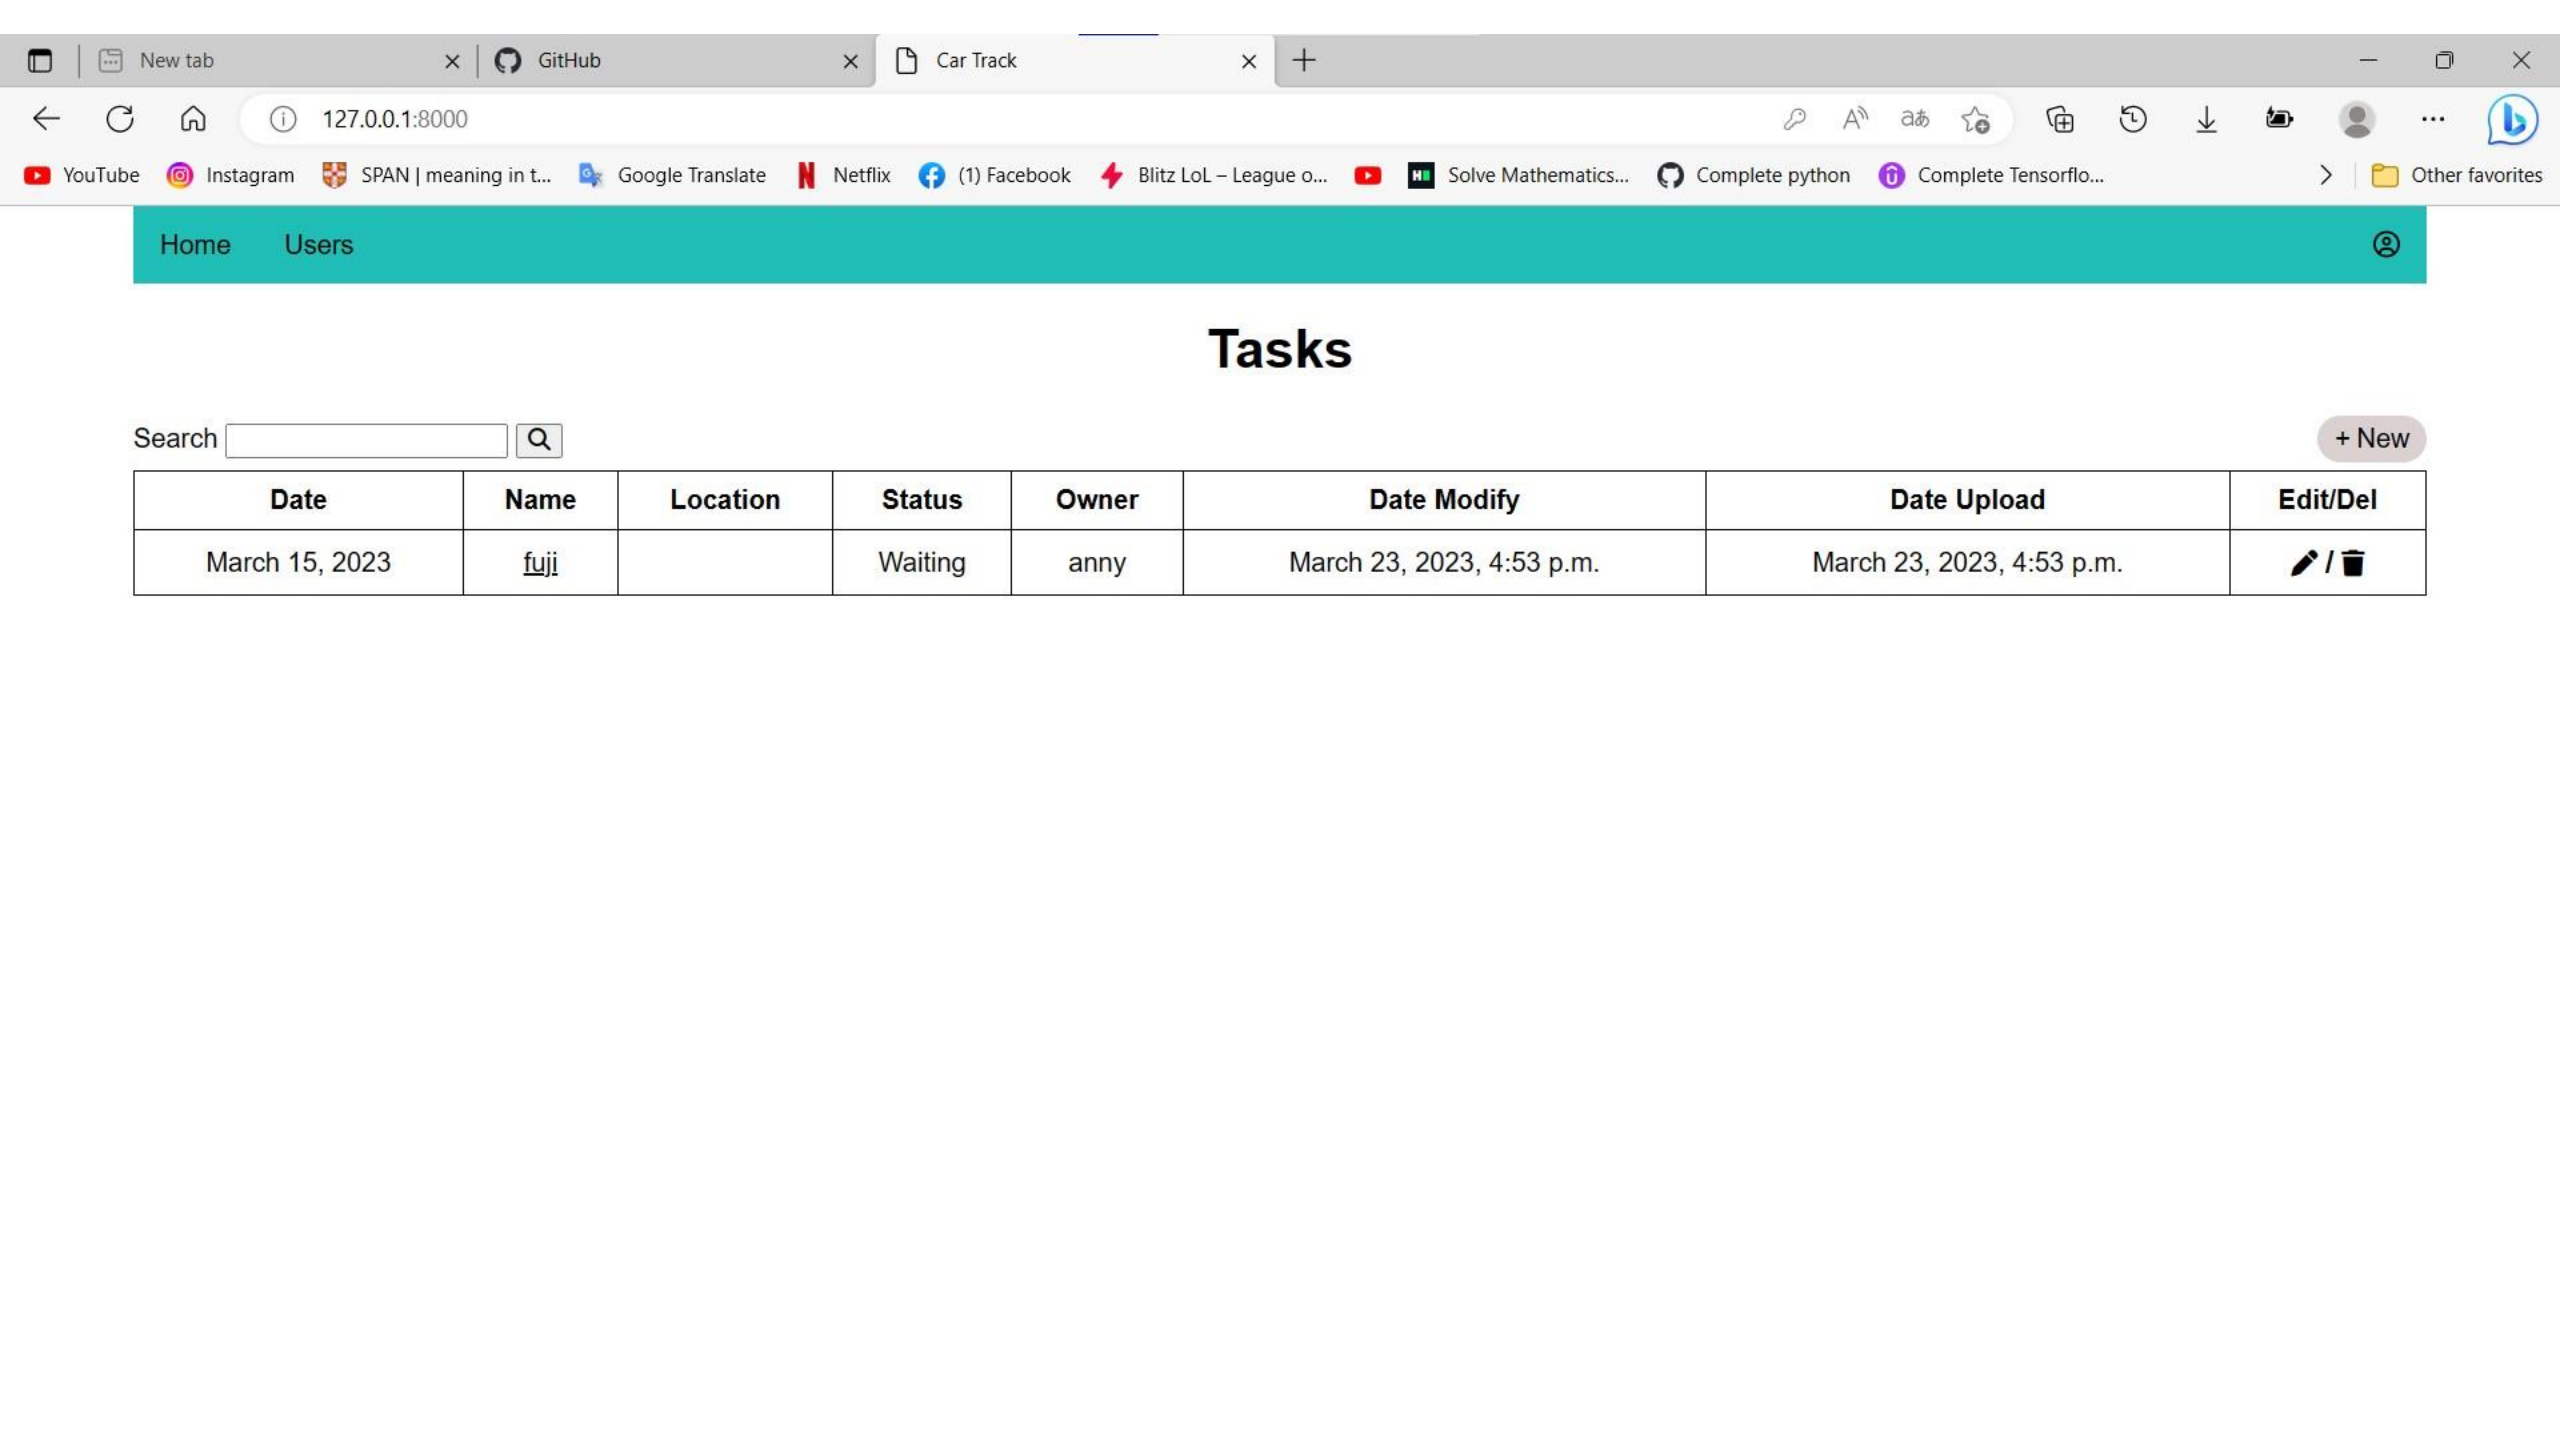 New tab GitHub Car Track
127.0.0.1:8000
YouTube Instagram SPAN | meaning in t... Google Translate Netflix (1) Facebook Blitz LoL – League o... Solve Mathematics... Complete python Complete Tensorflo... Other favorites
Home Users
Tasks
Search + New
Date Name Location Status Owner Date Modify Date Upload Edit/Del
March 15, 2023 fuji Waiting anny March 23, 2023, 4:53 p.m. March 23, 2023, 4:53 p.m. /